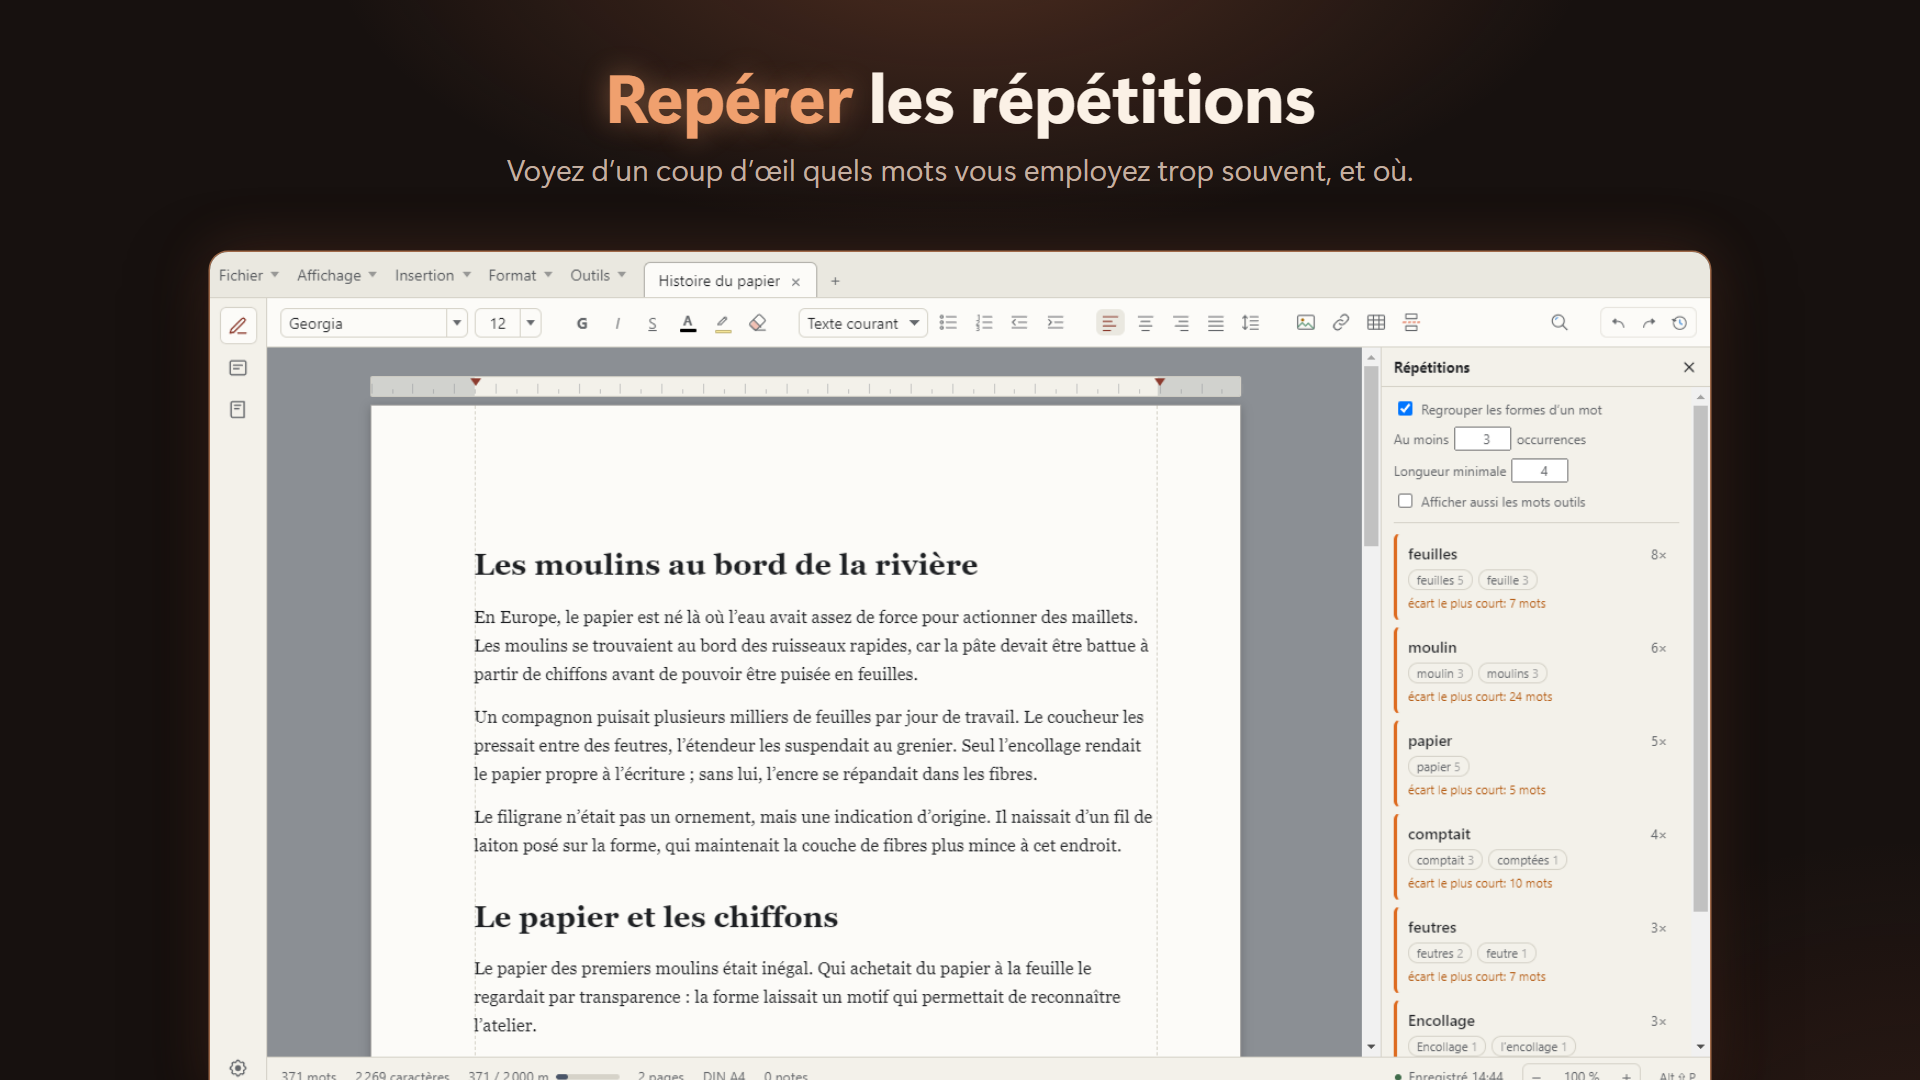 Repérer les répétitions
Voyez d’un coup d’œil quels mots vous employez trop souvent, et où.
Fichier Affichage Insertion Format Outils Histoire du papier × +
Georgia 12 G I S A Texte courant
Répétitions
Regrouper les formes d’un mot
Au moins 3 occurrences
Longueur minimale 4
Afficher aussi les mots outils
feuilles 8×
feuilles 5 feuille 3
écart le plus court: 7 mots
moulin 6×
moulin 3 moulins 3
écart le plus court: 24 mots
papier 5×
papier 5
écart le plus court: 5 mots
comptait 4×
comptait 3 comptées 1
écart le plus court: 10 mots
feutres 3×
feutres 2 feutre 1
écart le plus court: 7 mots
Encollage 3×
Encollage 1 l’encollage 1
Les moulins au bord de la rivière
En Europe, le papier est né là où l’eau avait assez de force pour actionner des maillets.
Les moulins se trouvaient au bord des ruisseaux rapides, car la pâte devait être battue à
partir de chiffons avant de pouvoir être puisée en feuilles.
Un compagnon puisait plusieurs milliers de feuilles par jour de travail. Le coucheur les
pressait entre des feutres, l’étendeur les suspendait au grenier. Seul l’encollage rendait
le papier propre à l’écriture ; sans lui, l’encre se répandait dans les fibres.
Le filigrane n’était pas un ornement, mais une indication d’origine. Il naissait d’un fil de
laiton posé sur la forme, qui maintenait la couche de fibres plus mince à cet endroit.
Le papier et les chiffons
Le papier des premiers moulins était inégal. Qui achetait du papier à la feuille le
regardait par transparence : la forme laissait un motif qui permettait de reconnaître
l’atelier.
371 mots 2 269 caractères 371 / 2 000 m 2 pages DIN A4 0 notes Enregistré 14:44 − 100 % + Alt ⇧ P